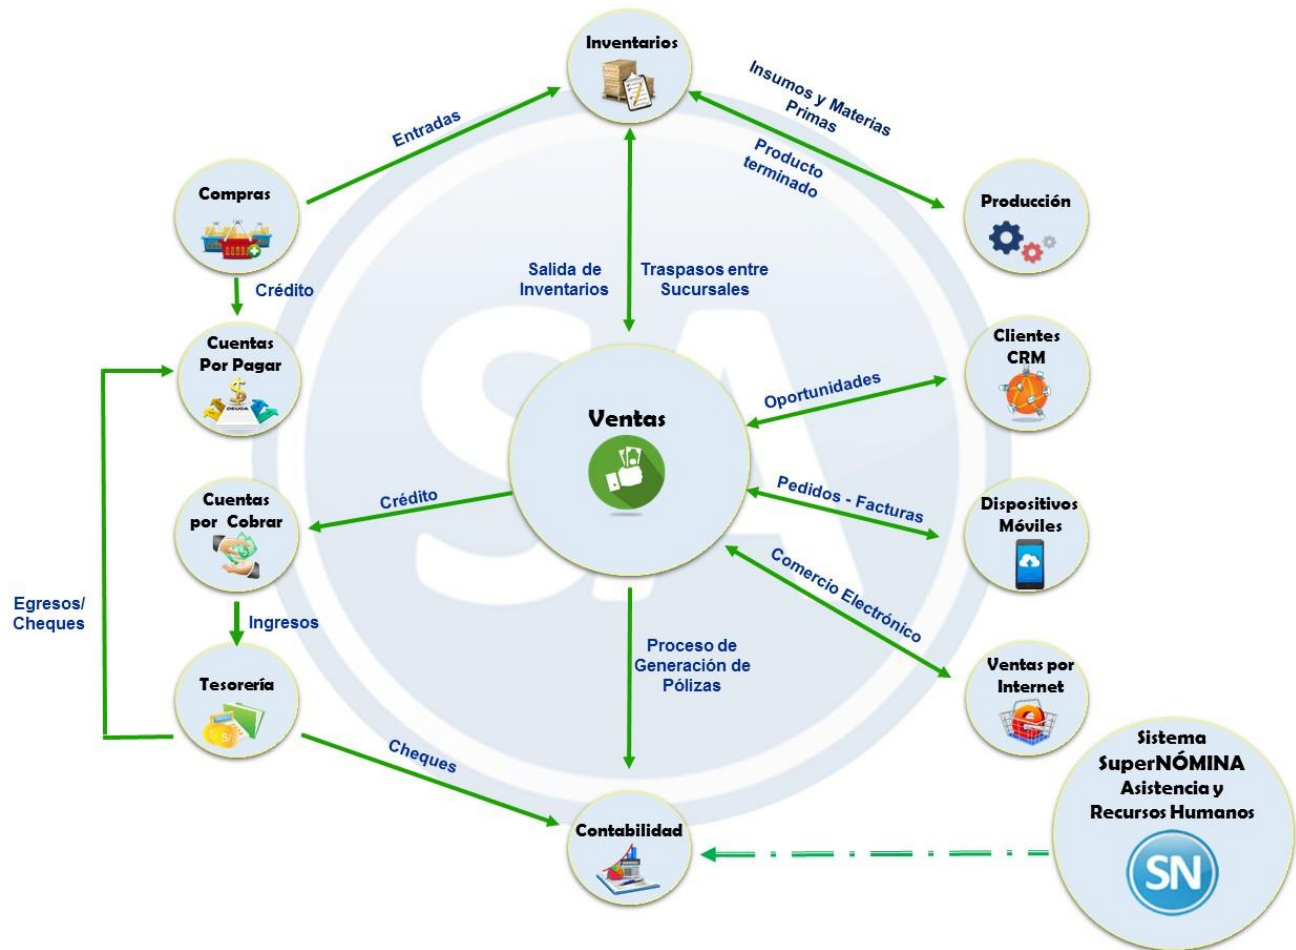 Inventarios
Insumos y Materias
Primas
Entradas
Producto
terminado
Compras
Producción
Salida de
Inventarios
Traspasos entre
Sucursales
Crédito
Cuentas
Por Pagar
DEUDA
Clientes
CRM
Oportunidades
Ventas
Cuentas
por Cobrar
Crédito
Pedidos - Facturas
Dispositivos
Móviles
Comercio Electrónico
Egresos/
Cheques
Ingresos
Proceso de
Generación de
Pólizas
Tesorería
S/
Ventas por
Internet
e
Cheques
Sistema
SuperNÓMINA
Asistencia y
Recursos Humanos
SN
Contabilidad
SA